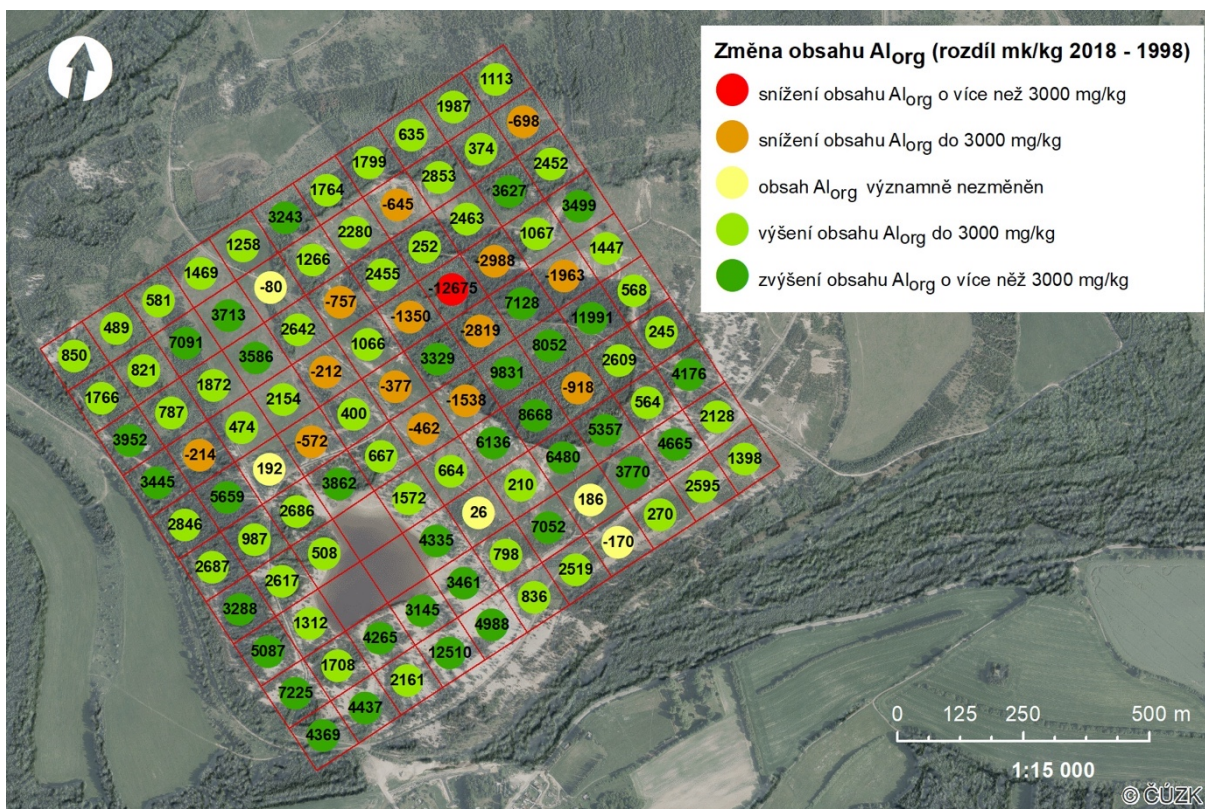 Změna obsahu Alorg (rozdíl mk/kg 2018 - 1998)
snížení obsahu Alorg o více než 3000 mg/kg
snížení obsahu Alorg do 3000 mg/kg
obsah Alorg významně nezměněn
výšení obsahu Alorg do 3000 mg/kg
zvýšení obsahu Alorg o více něž 3000 mg/kg
1113
1987
-698
635
374
1799 2452
2853
1764 3627
-645 3499
3243 2463
2280 1067
1258 252 1447
1266 -2988
1469 2455 -1963
-80 -12675 568
581 -757 7128
3713 -1350 11991
489 2642 -2819 245
7091 1066 8052
850 3586 3329 2609
821 -212 9831 4176
1872 -377 -918
1766 2154 -1538 564
787 400 8668 2128
474 -462 5357
3952 -572 6136 4665
-214 667 6480 1398
192 664 3770
3445 3862 210 2595
5659 1572 186
2686 26 270
2846 7052
987 4335 -170
508 798
2687 2519
2617 3461
836
3288 3145
1312 4988
4265
5087 12510
1708
2161
7225
4437
4369
0 125 250 500 m
1:15 000
© ČÚZK